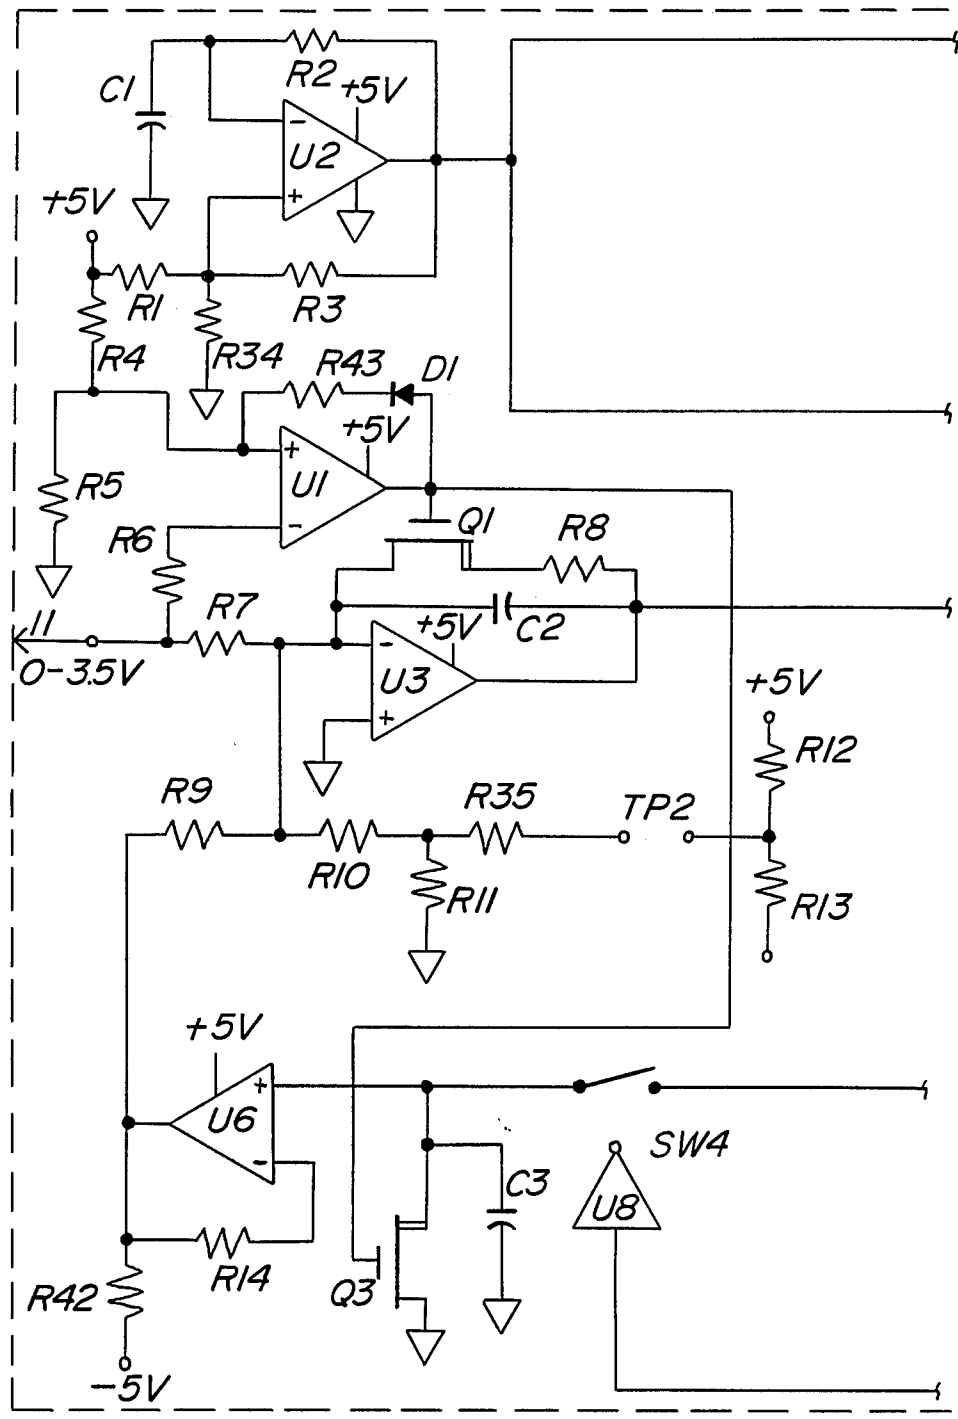 R2
C1
+5V
-
U2
+
+5V
R1
R3
R4
R34
R43
D1
+5V
+
R5
U1
Q1
R6
-
R8
11
R7
+5V
C2
0-3.5V
-
U3
+5V
+
R12
R9
R35
TP2
R10
R11
R13
+5V
+
U6
SW4
-
C3
U8
R14
Q3
R42
-5V